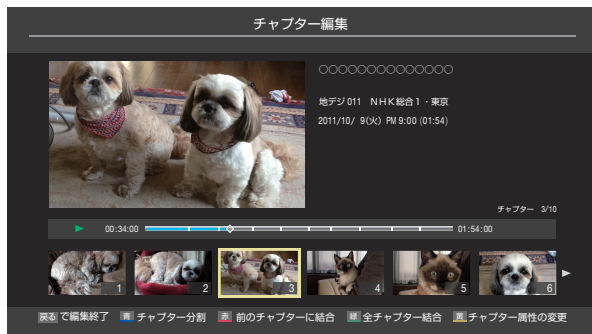 チャプター編集
○○○○○○○○○○○○○○
地デジ 011 NHK総合1・東京
2011/10/ 9(火) PM 9:00 (01:54)
チャプター 3/10
00:34:00 01:54:00
1 2 3 4 5 6
戻る で編集終了 青 チャプター分割 赤 前のチャプターに結合 緑 全チャプター結合 黄 チャプター属性の変更